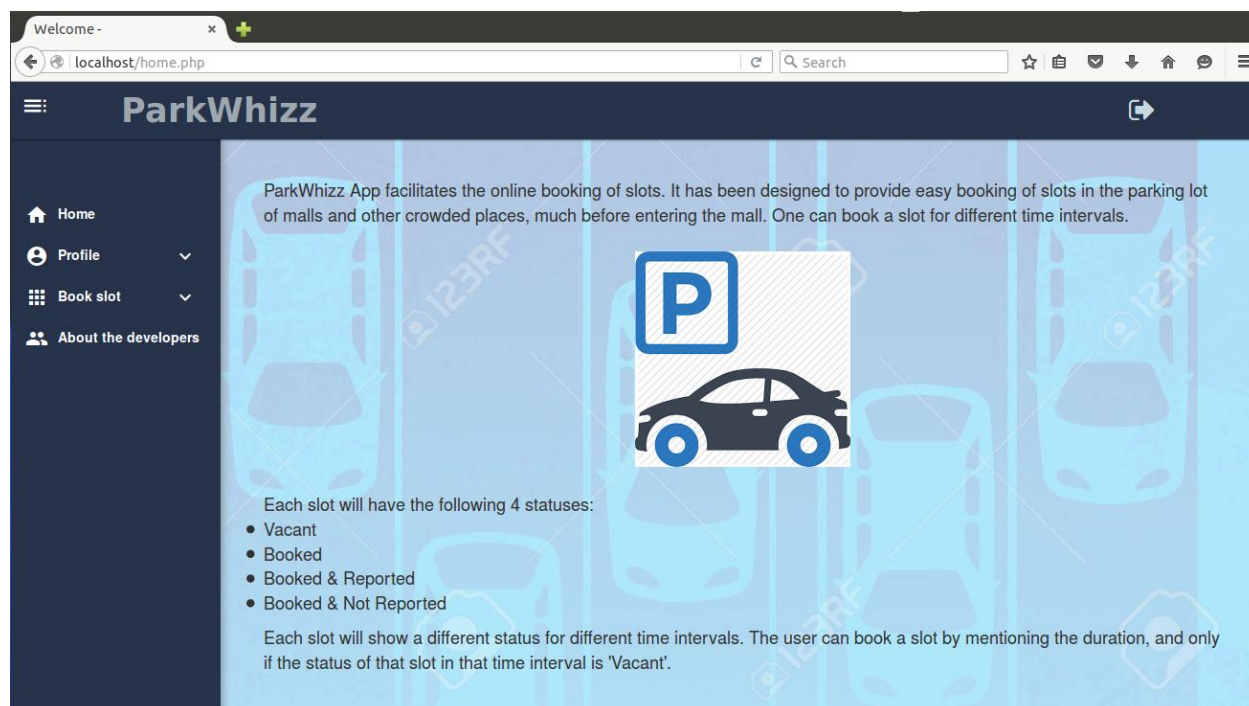 Welcome -
localhost/home.php
Search
ParkWhizz
Home
Profile
Book slot
About the developers
ParkWhizz App facilitates the online booking of slots. It has been designed to provide easy booking of slots in the parking lot
of malls and other crowded places, much before entering the mall. One can book a slot for different time intervals.
P
Each slot will have the following 4 statuses:
• Vacant
• Booked
• Booked & Reported
• Booked & Not Reported
Each slot will show a different status for different time intervals. The user can book a slot by mentioning the duration, and only
if the status of that slot in that time interval is 'Vacant'.
123RF
123RF
123RF
123RF